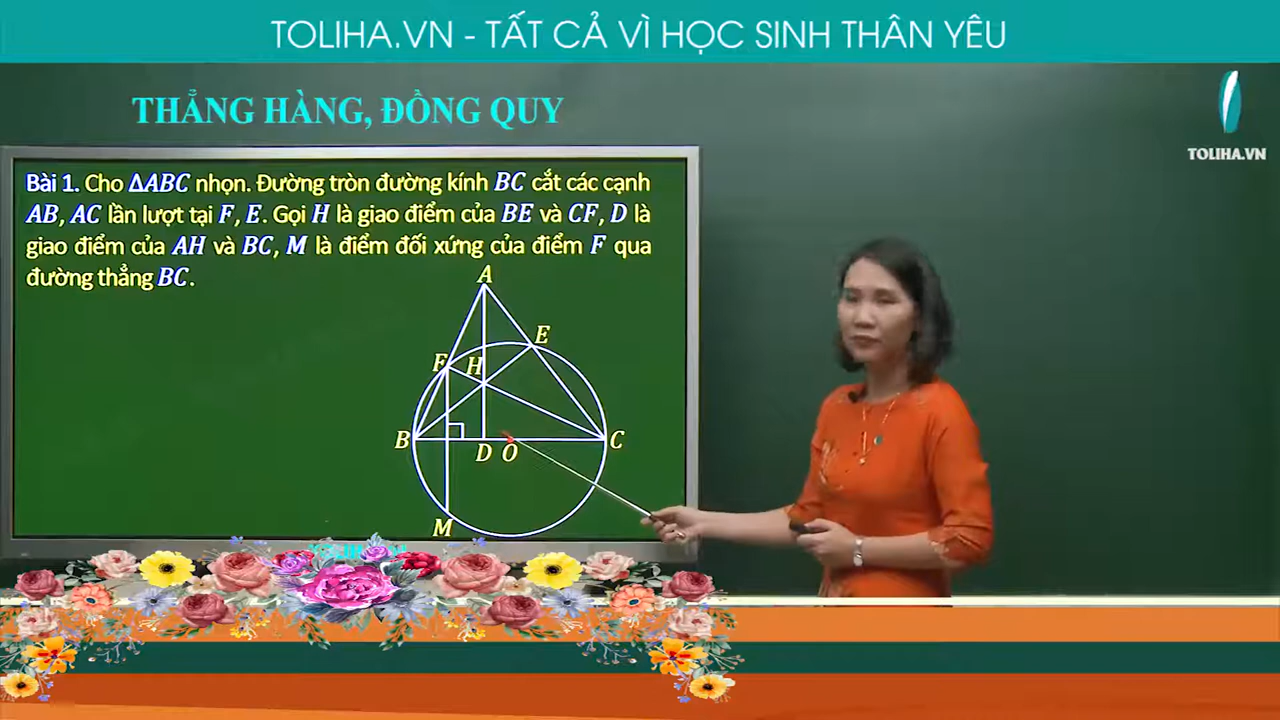 TOLIHA.VN - TẤT CẢ VÌ HỌC SINH THÂN YÊU
THẲNG HÀNG, ĐỒNG QUY
TOLIHA.VN
Bài 1. Cho ΔABC nhọn. Đường tròn đường kính BC cắt các cạnh
AB, AC lần lượt tại F, E. Gọi H là giao điểm của BE và CF, D là
giao điểm của AH và BC, M là điểm đối xứng của điểm F qua
đường thẳng BC.
A
E
F H
B C
D O
M